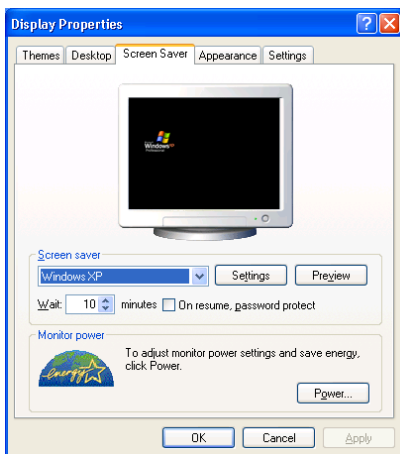 Display Properties
Themes Desktop Screen Saver Appearance Settings
Windows xp
Professional
Screen saver
Windows XP Settings Preview
Wait: 10 minutes On resume, password protect
Monitor power
energy
To adjust monitor power settings and save energy,
click Power.
Power...
OK Cancel Apply